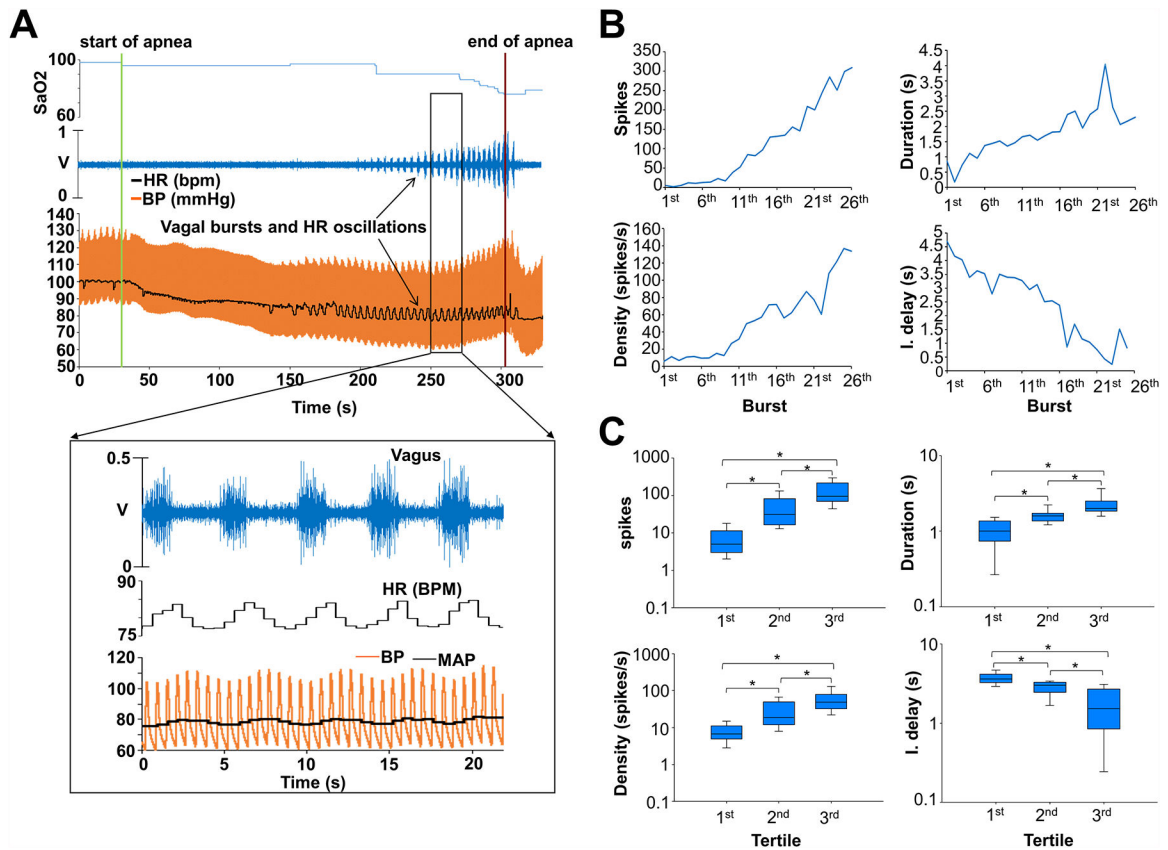 A
start of apnea
end of apnea
SaO2
100
60
1
V
0
HR (bpm)
BP (mmHg)
Vagal bursts and HR oscillations
140
130
120
110
100
90
80
70
60
50
0 50 100 150 200 250 300
Time (s)
Vagus
0.5
V
0
HR (BPM)
90
75
BP MAP
120
100
80
60
0 5 10 15 20
Time (s)
B
Spikes
350
300
250
200
150
100
50
0
1st 6th 11th 16th 21st 26th
Duration (s)
4.5
4
3.5
3
2.5
2
1.5
1
0.5
0
1st 6th 11th 16th 21st 26th
Density (spikes/s)
160
140
120
100
80
60
40
20
0
1st 6th 11th 16th 21st 26th
Burst
I. delay (s)
5
4.5
4
3.5
3
2.5
2
1.5
1
0.5
0
1st 6th 11th 16th 21st 26th
Burst
C
spikes
1000
100
10
1
0.1
* * *
1st 2nd 3rd
Duration (s)
10
1
0.1
* * *
1st 2nd 3rd
Density (spikes/s)
1000
100
10
1
0.1
* * *
1st 2nd 3rd
Tertile
I. delay (s)
10
1
0.1
* * *
1st 2nd 3rd
Tertile